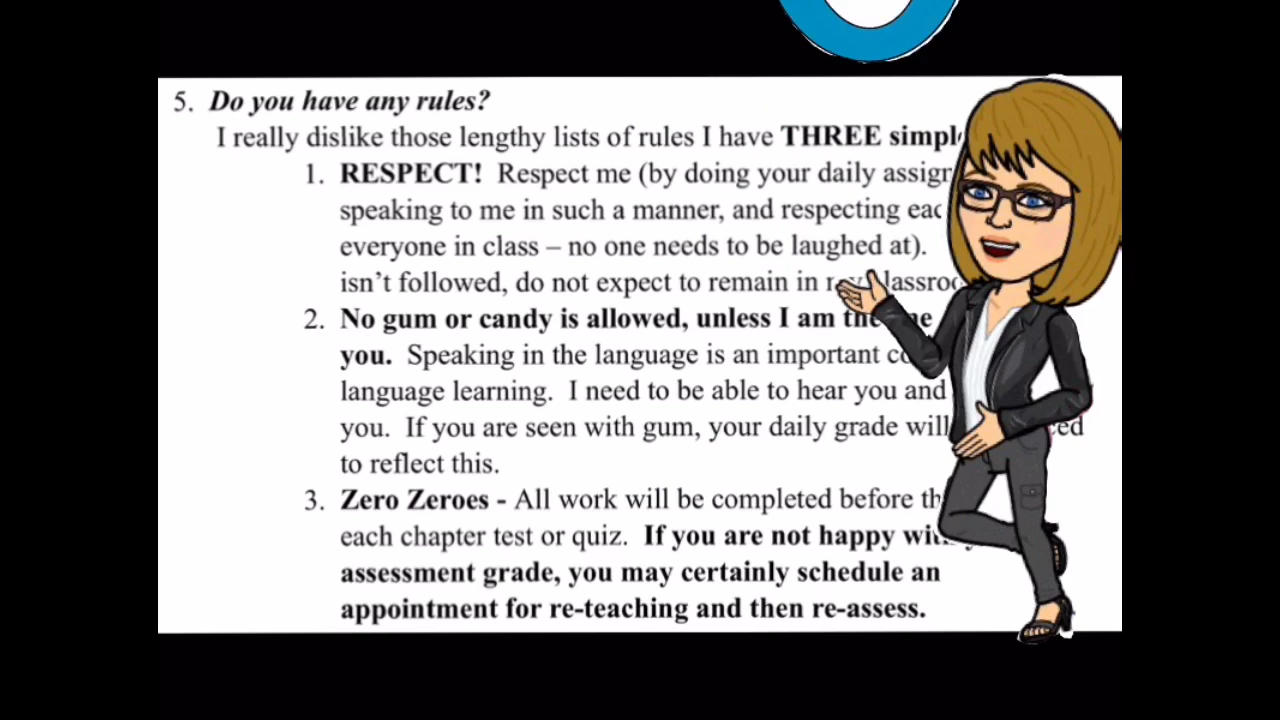 5. Do you have any rules?
I really dislike those lengthy lists of rules I have THREE
1. RESPECT! Respect me (by doing your daily
speaking to me in such a manner, and respecting
everyone in class – no one needs to be laughed at).
isn't followed, do not expect to remain in
2. No gum or candy is allowed, unless I am
you. Speaking in the language is an important
language learning. I need to be able to hear you and
you. If you are seen with gum, your daily grade will
to reflect this.
3. Zero Zeroes - All work will be completed before
each chapter test or quiz. If you are not happy
assessment grade, you may certainly schedule an
appointment for re-teaching and then re-assess.